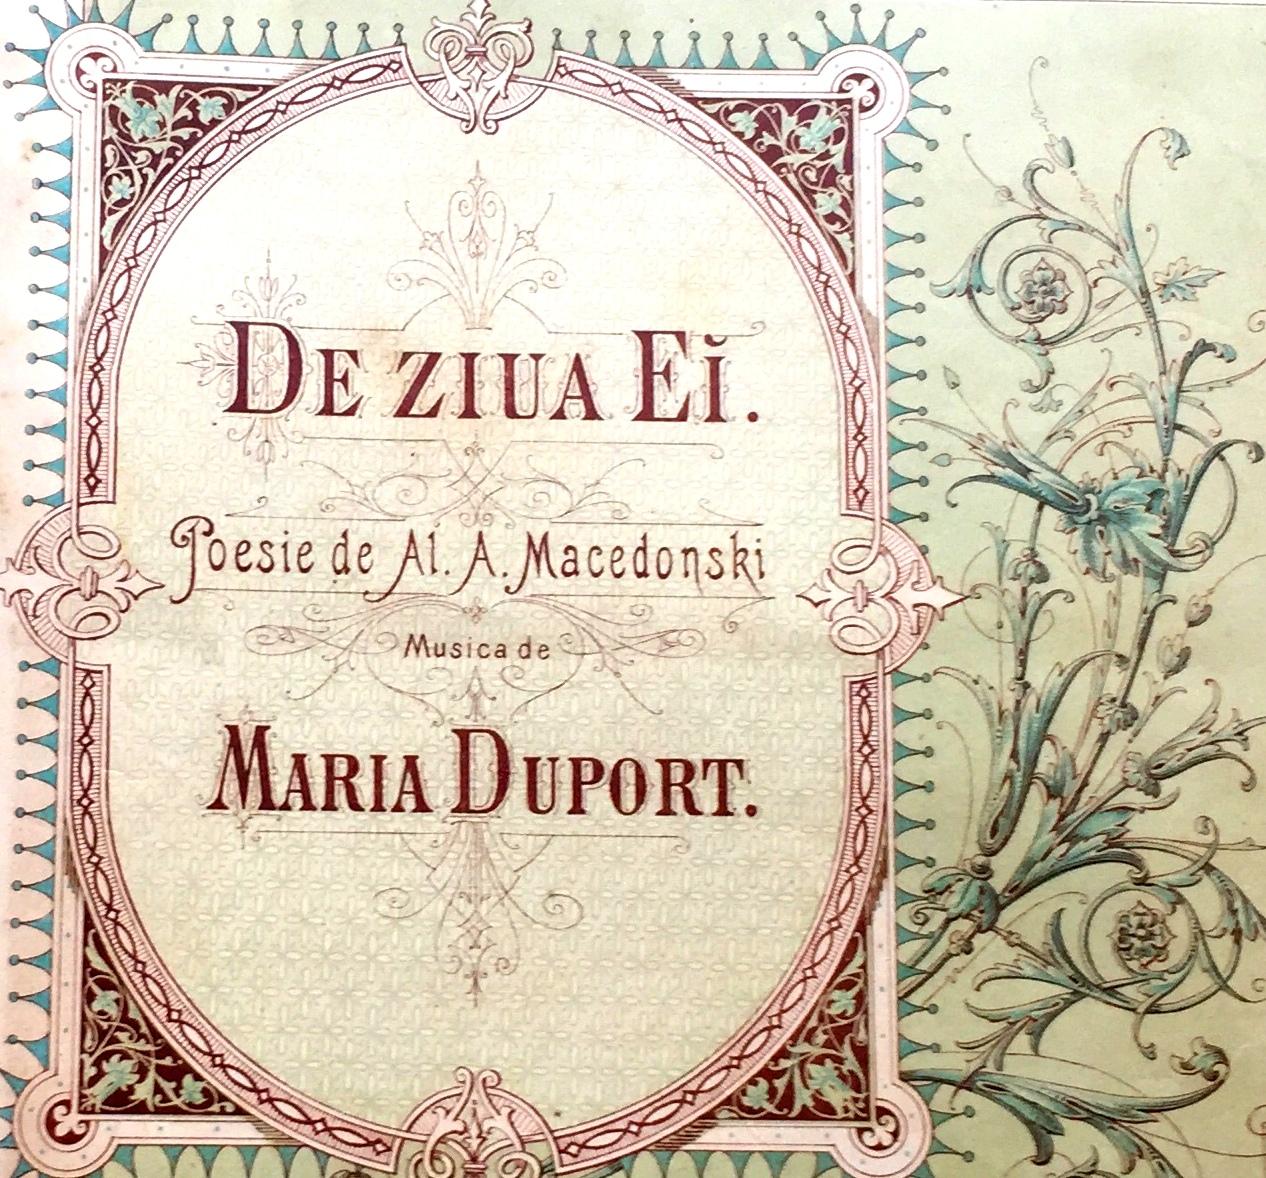 DE ZIUA EĬ.
Poesie de Al. A. Macedonski
Musica de
MARIA DUPORT.